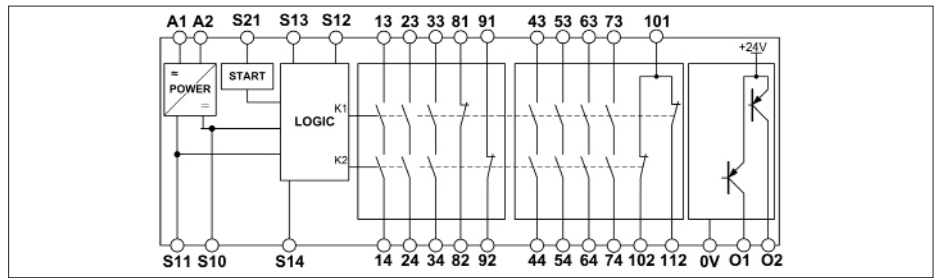 A1 A2 S21 S13 S12 13 23 33 81 91 43 53 63 73 101
+24V
≈
POWER
=
START
K1
LOGIC
K2
S11 S10 S14 14 24 34 82 92 44 54 64 74 102 112 0V O1 O2